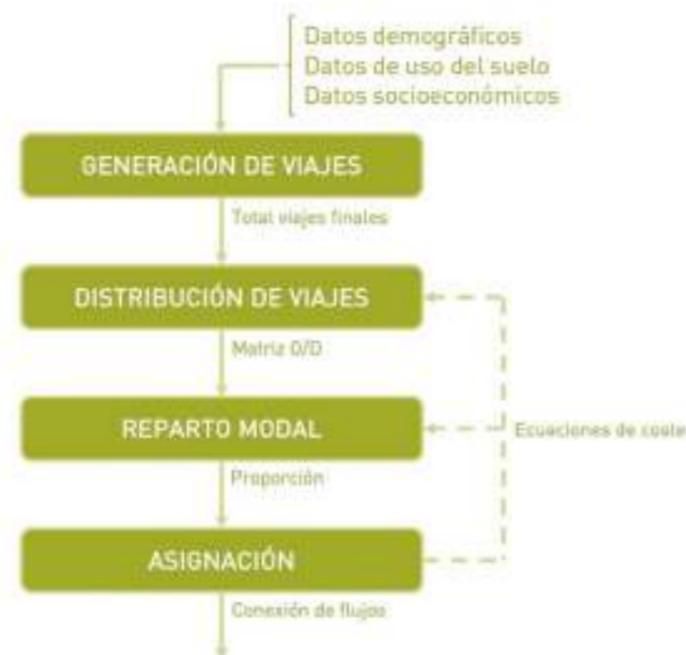 Datos demográficos
Datos de uso del suelo
Datos socioeconómicos
GENERACIÓN DE VIAJES
Total viajes finales
DISTRIBUCIÓN DE VIAJES
Matriz O/D
REPARTO MODAL
Ecuaciones de coste
Proporción
ASIGNACIÓN
Conexión de flujos